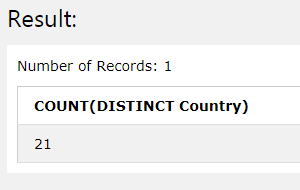 Result:
Number of Records: 1
COUNT(DISTINCT Country)
21